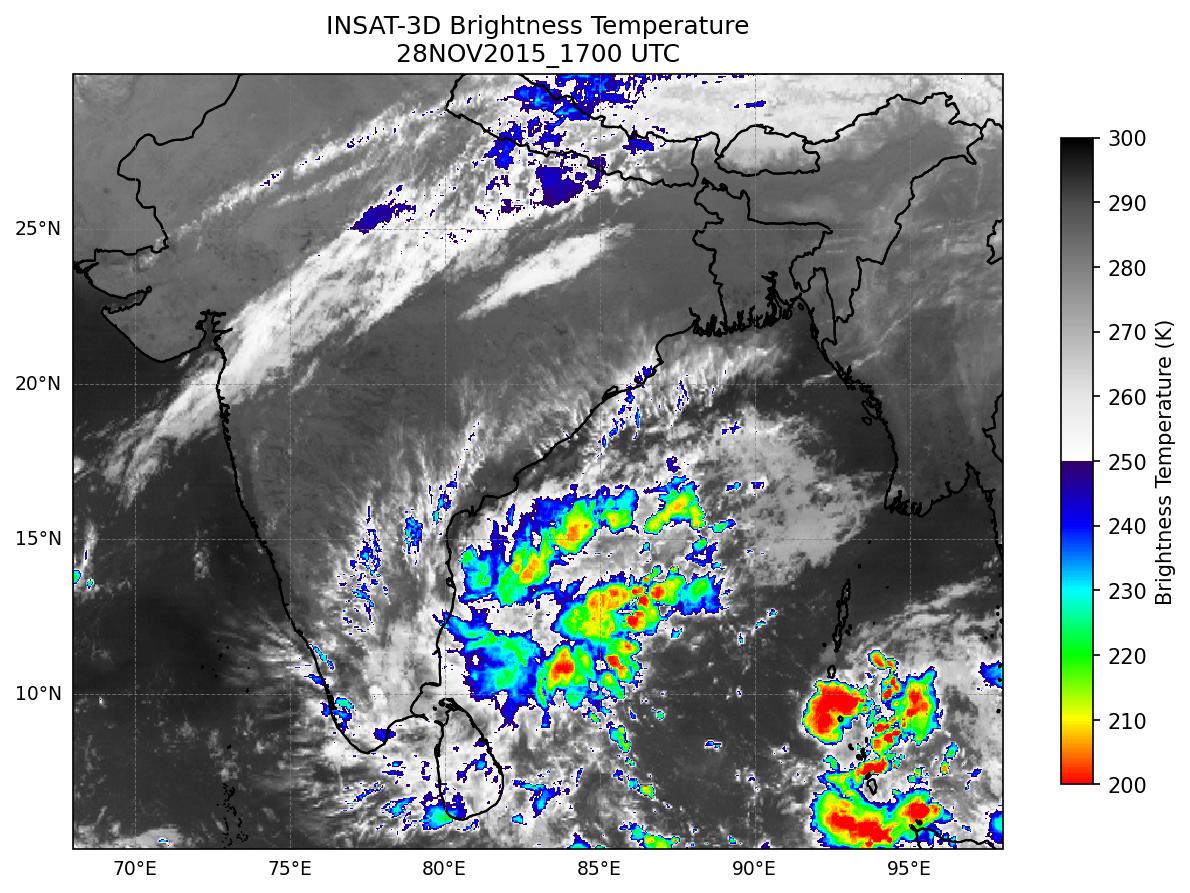 INSAT-3D Brightness Temperature
28NOV2015_1700 UTC
25°N
20°N
15°N
10°N
70°E
75°E
80°E
85°E
90°E
95°E
300
290
280
270
260
250
240
230
220
210
200
Brightness Temperature (K)